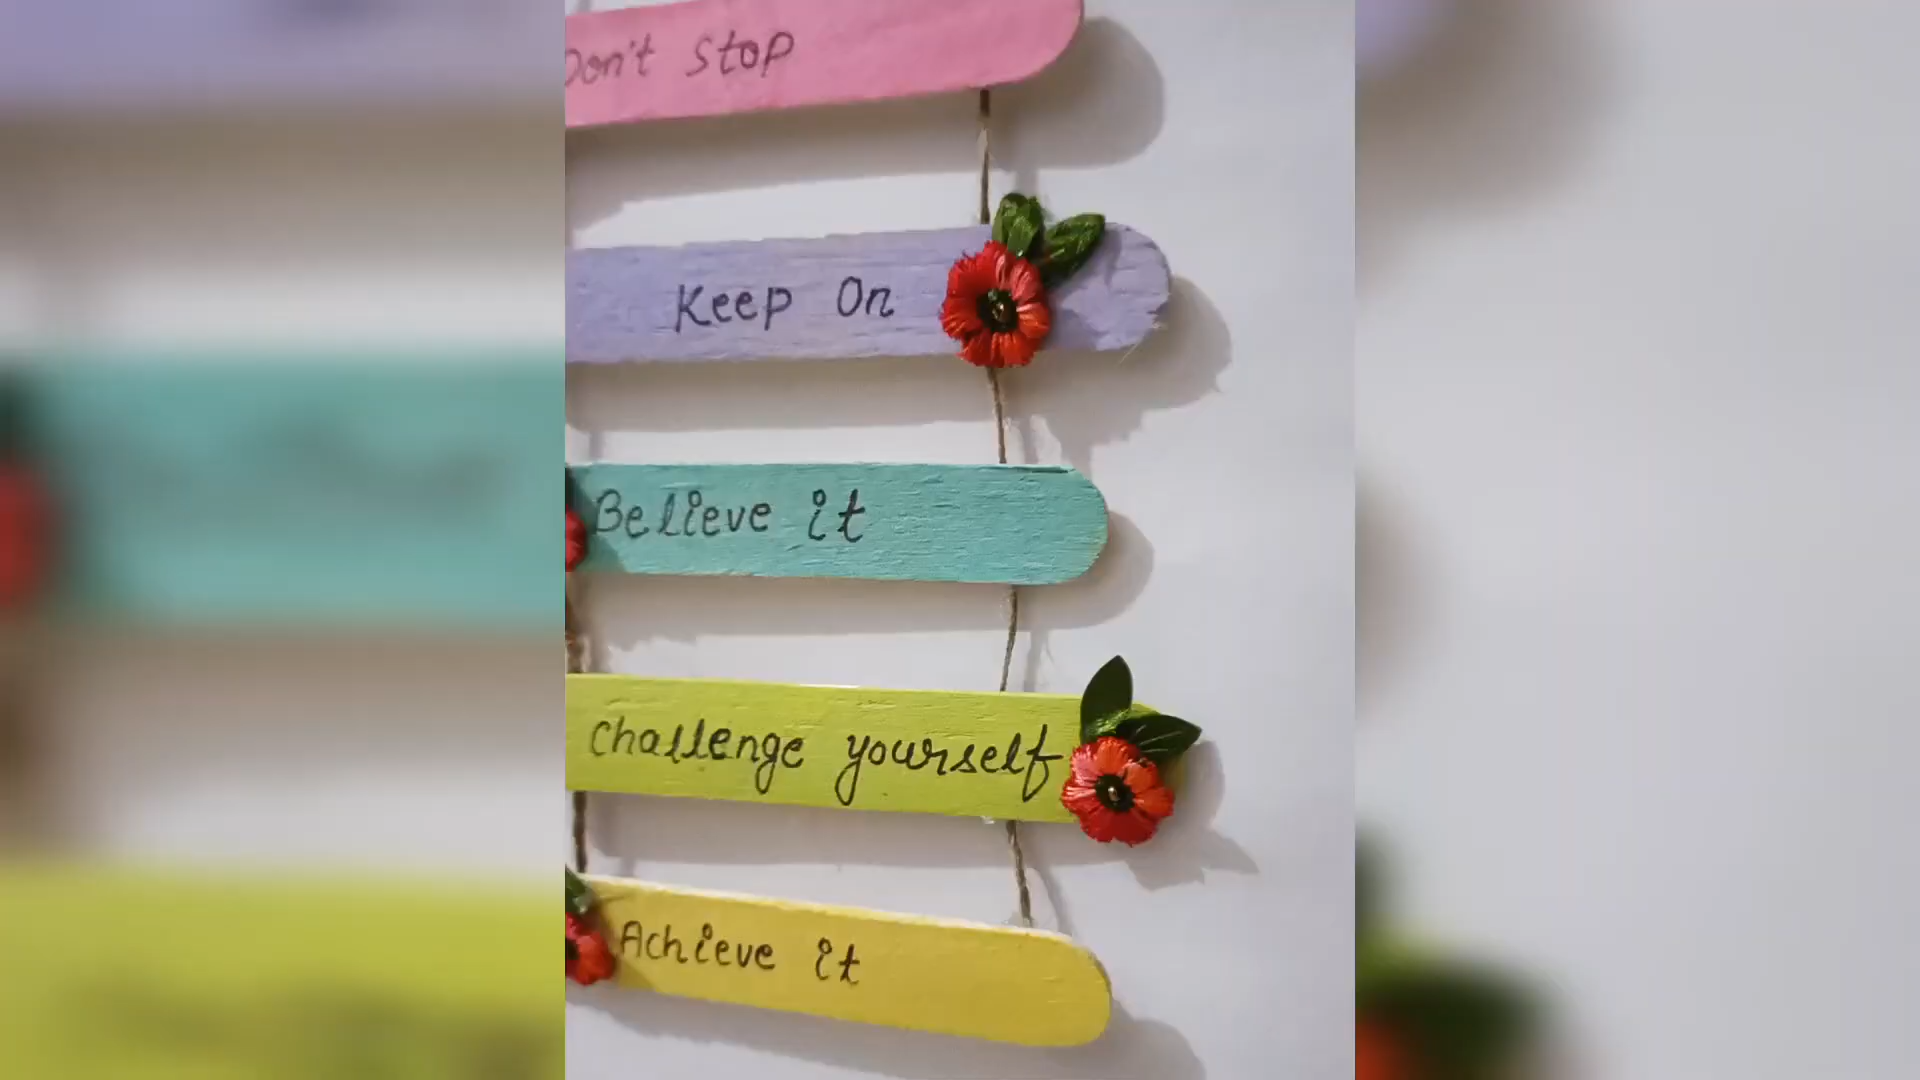 Don't Stop
Keep On
Believe it
Challenge yourself
Achieve it